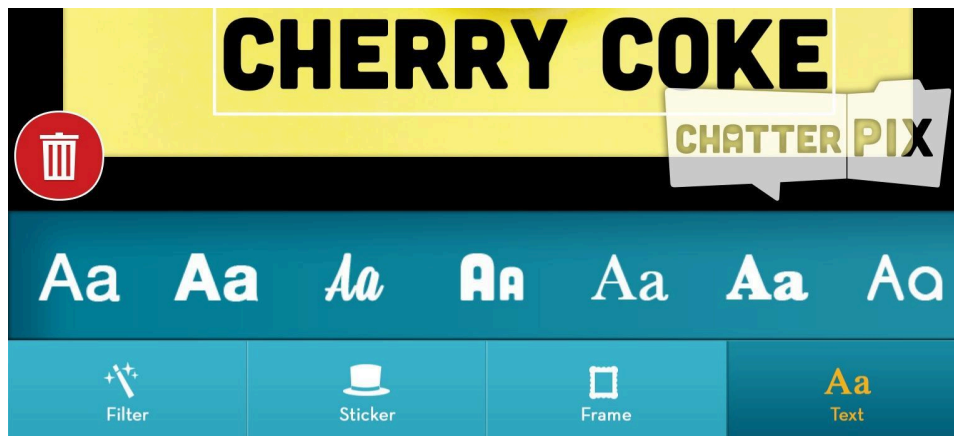 CHERRY COKE
CHATTER PIX
Aa Aa Aa Aa Aa Aa Aa
Aa
Filter Sticker Frame Text